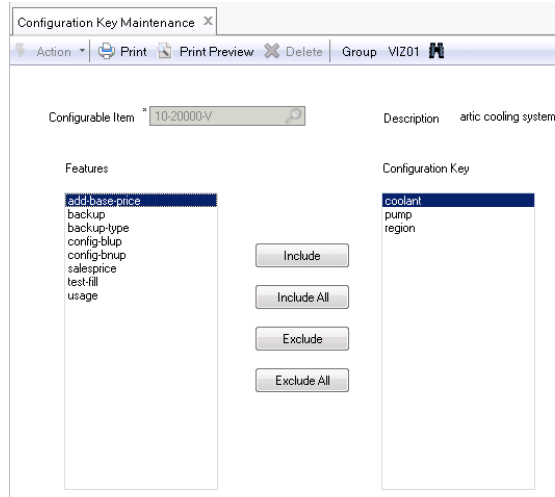 Configuration Key Maintenance X
Action Print Print Preview Delete Group VIZ01
Configurable Item * 10-20000-V Description artic cooling system
Features Configuration Key
add-base-price coolant
backup pump
backup-type region
config-blup
config-bnup
salesprice
test-fill
usage
Include
Include All
Exclude
Exclude All